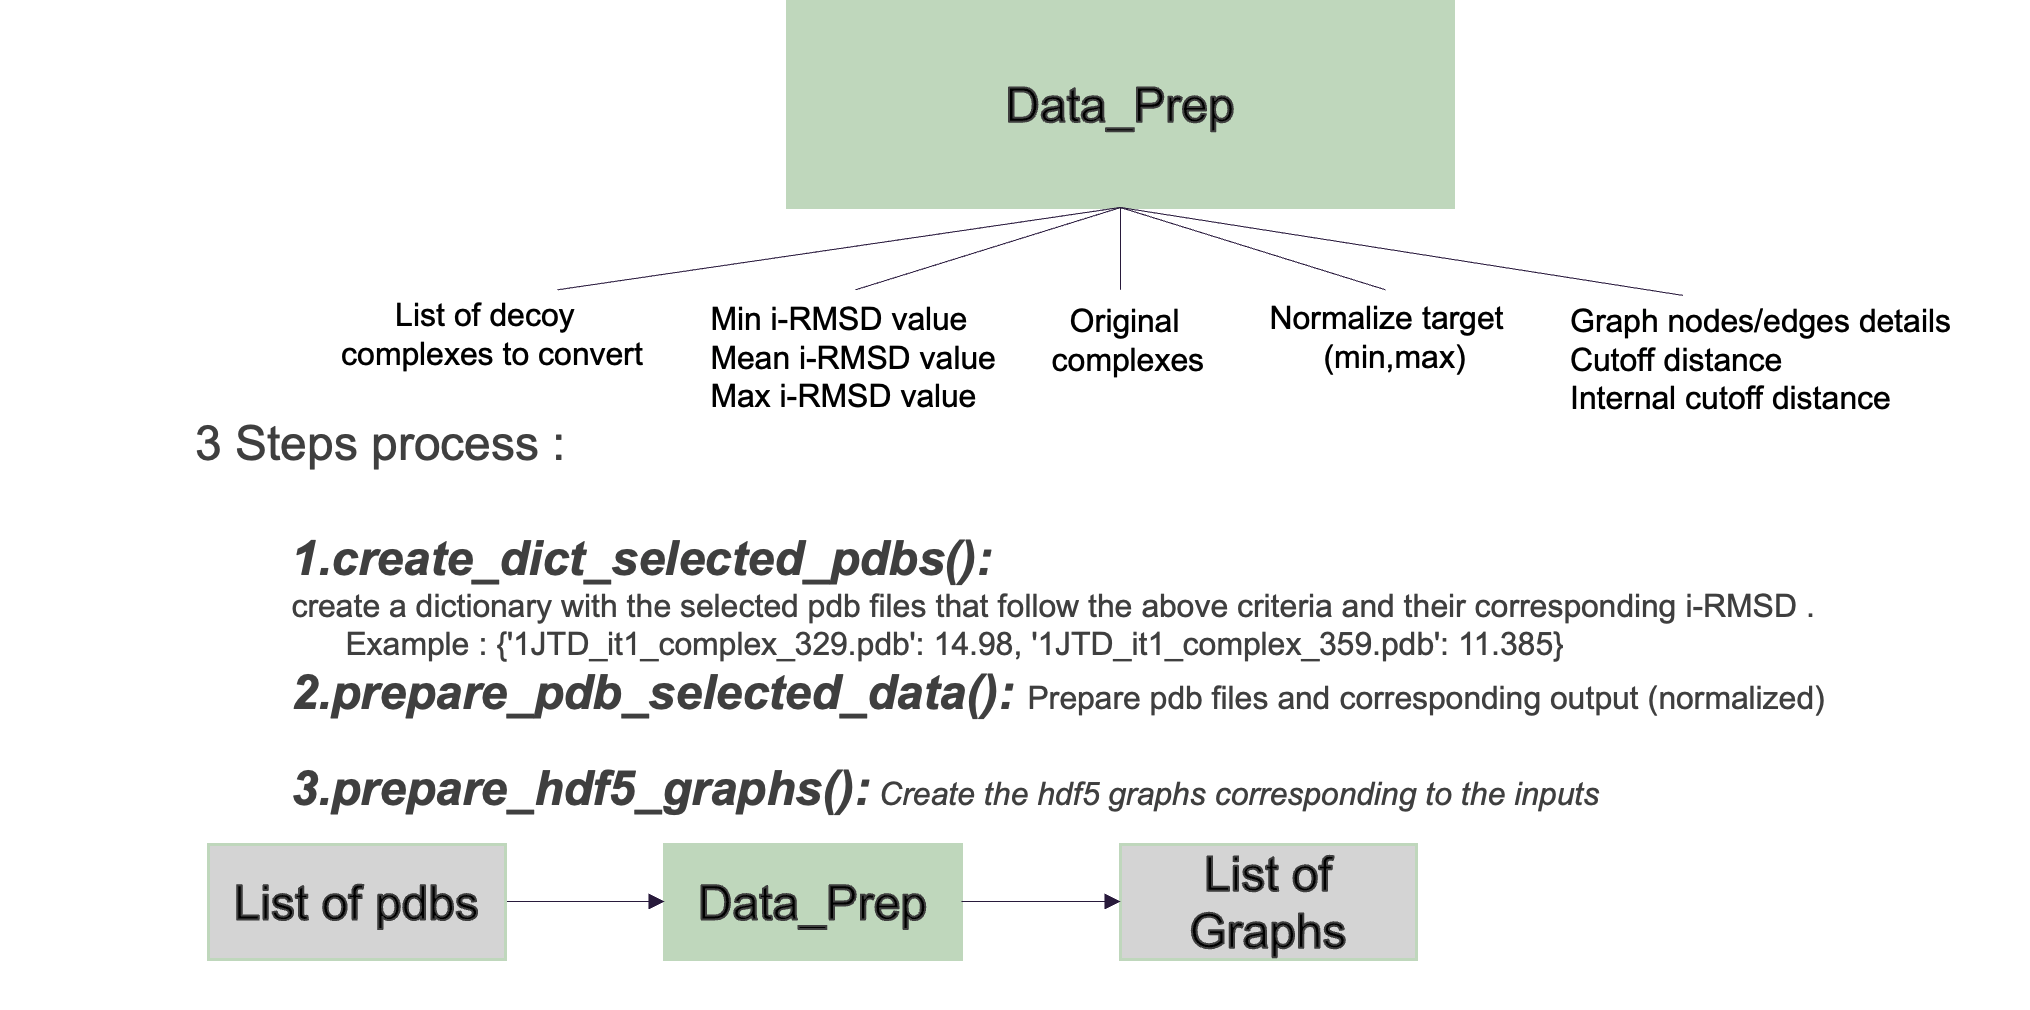 Data_Prep
List of decoy
complexes to convert
Min i-RMSD value
Mean i-RMSD value
Max i-RMSD value
Original
complexes
Normalize target
(min,max)
Graph nodes/edges details
Cutoff distance
Internal cutoff distance
3 Steps process :
1.create_dict_selected_pdbs():
create a dictionary with the selected pdb files that follow the above criteria and their corresponding i-RMSD .
Example : {'1JTD_it1_complex_329.pdb': 14.98, '1JTD_it1_complex_359.pdb': 11.385}
2.prepare_pdb_selected_data(): Prepare pdb files and corresponding output (normalized)
3.prepare_hdf5_graphs(): Create the hdf5 graphs corresponding to the inputs
List of pdbs
Data_Prep
List of
Graphs